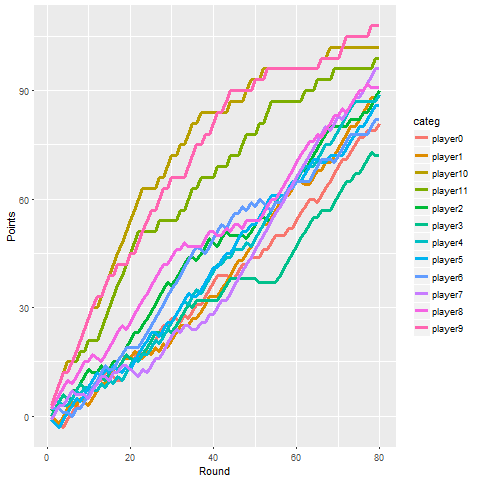 90
60
30
0
Points
0
20
40
60
80
Round
categ
player0
player1
player10
player11
player2
player3
player4
player5
player6
player7
player8
player9